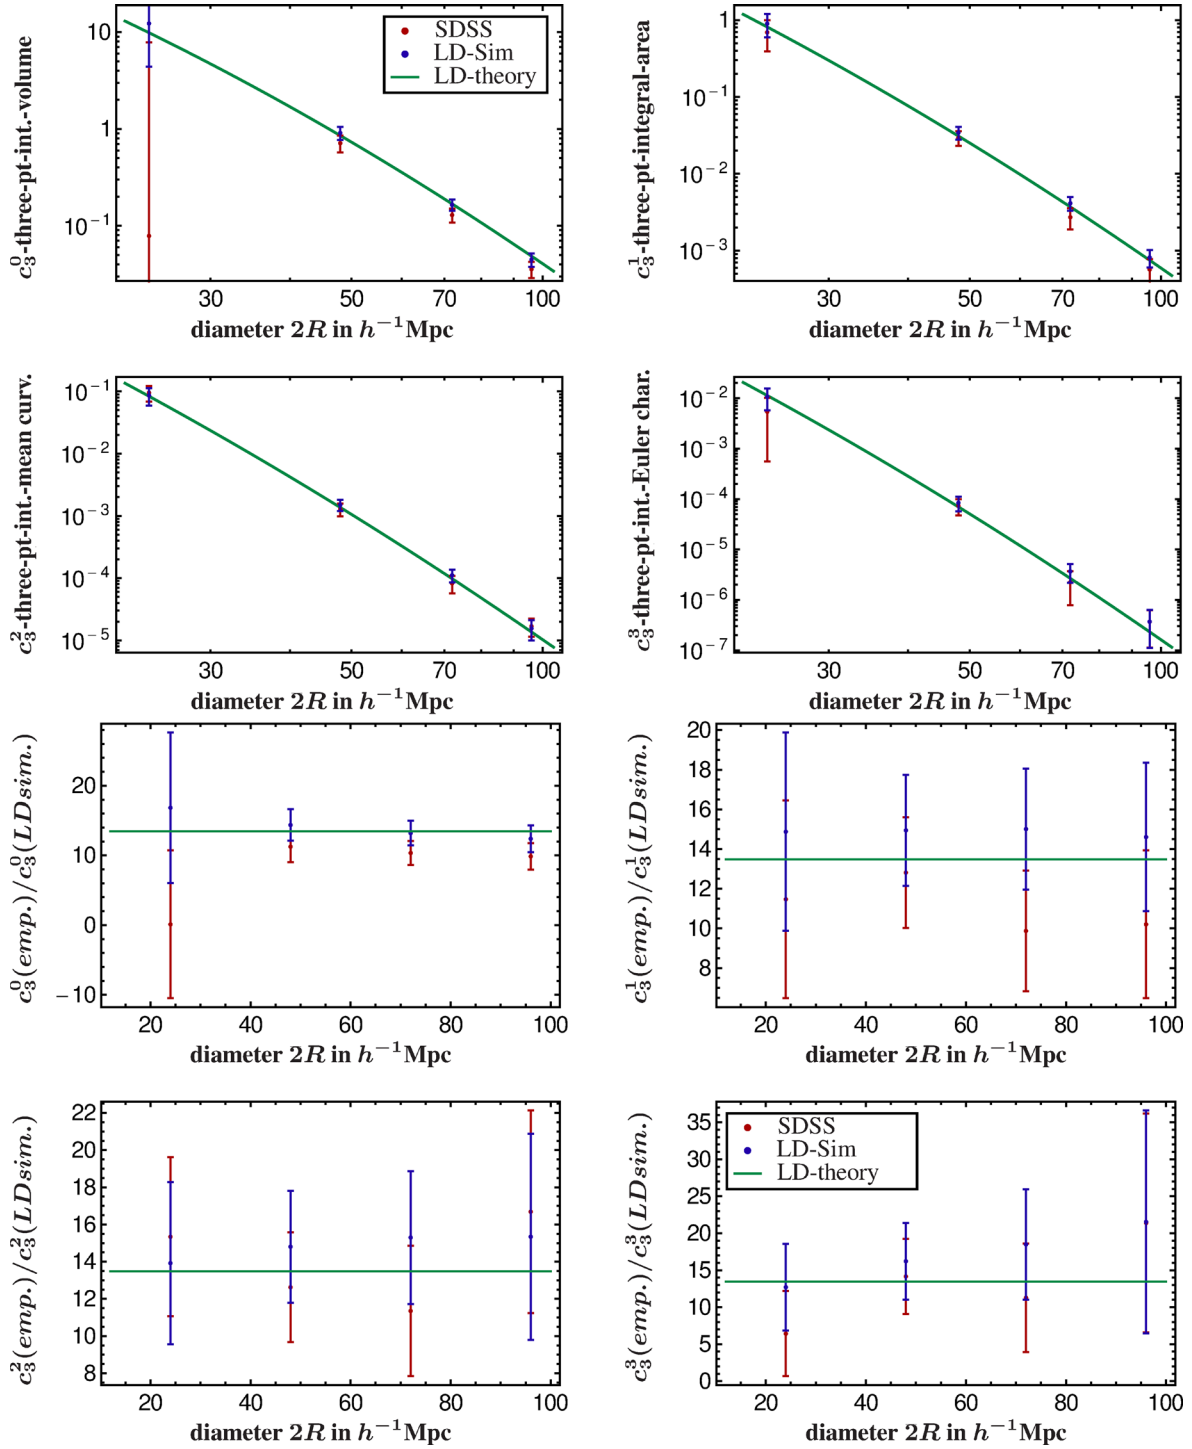 10
1
10⁻¹
30 50 70 100
c₃⁰-three-pt-int.-volume
diameter 2R in h⁻¹Mpc
SDSS
LD-Sim
LD-theory
1
10⁻¹
10⁻²
10⁻³
30 50 70 100
c₃¹-three-pt-integral-area
diameter 2R in h⁻¹Mpc
10⁻¹
10⁻²
10⁻³
10⁻⁴
10⁻⁵
30 50 70 100
c₃²-three-pt-int.-mean curv.
diameter 2R in h⁻¹Mpc
10⁻²
10⁻³
10⁻⁴
10⁻⁵
10⁻⁶
10⁻⁷
30 50 70 100
c₃³-three-pt-int.-Euler char.
diameter 2R in h⁻¹Mpc
20
10
0
−10
20 40 60 80 100
c₃⁰(emp.)/c₃⁰(LDsim.)
diameter 2R in h⁻¹Mpc
20
18
16
14
12
10
8
20 40 60 80 100
c₃¹(emp.)/c₃¹(LDsim.)
diameter 2R in h⁻¹Mpc
22
20
18
16
14
12
10
8
20 40 60 80 100
c₃²(emp.)/c₃²(LDsim.)
diameter 2R in h⁻¹Mpc
35
30
25
20
15
10
5
0
20 40 60 80 100
c₃³(emp.)/c₃³(LDsim.)
diameter 2R in h⁻¹Mpc
SDSS
LD-Sim
LD-theory